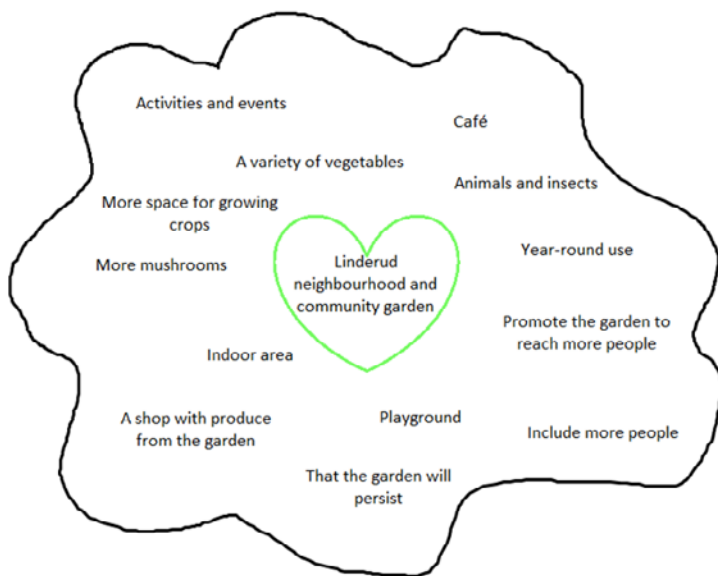 Activities and events
Café
A variety of vegetables
Animals and insects
More space for growing
crops
Year-round use
More mushrooms
Linderud
neighbourhood and
community garden
Promote the garden to
reach more people
Indoor area
A shop with produce
from the garden
Playground
Include more people
That the garden will
persist